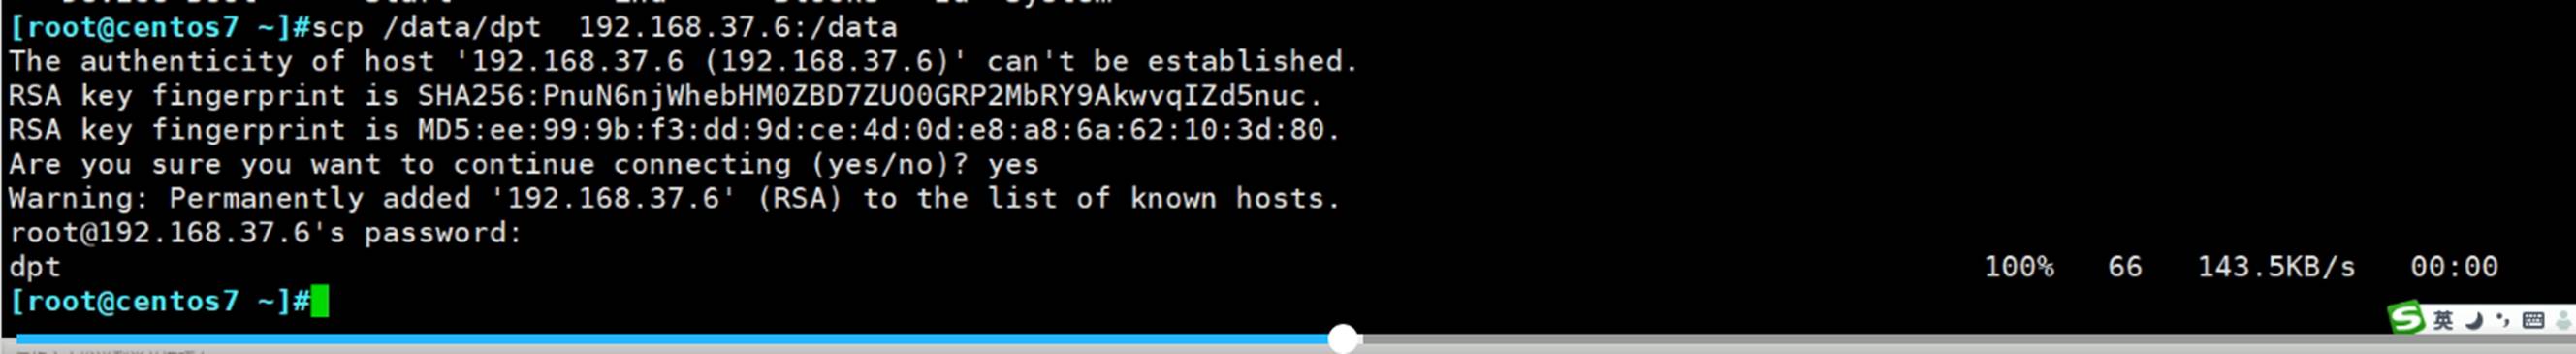 [root@centos7 ~]#scp /data/dpt  192.168.37.6:/data
The authenticity of host '192.168.37.6 (192.168.37.6)' can't be established.
RSA key fingerprint is SHA256:PnuN6njWhebHM0ZBD7ZUO0GRP2MbRY9AkwvqIZd5nuc.
RSA key fingerprint is MD5:ee:99:9b:f3:dd:9d:ce:4d:0d:e8:a8:6a:62:10:3d:80.
Are you sure you want to continue connecting (yes/no)? yes
Warning: Permanently added '192.168.37.6' (RSA) to the list of known hosts.
root@192.168.37.6's password:
dpt 100% 66 143.5KB/s 00:00
[root@centos7 ~]#
S 英